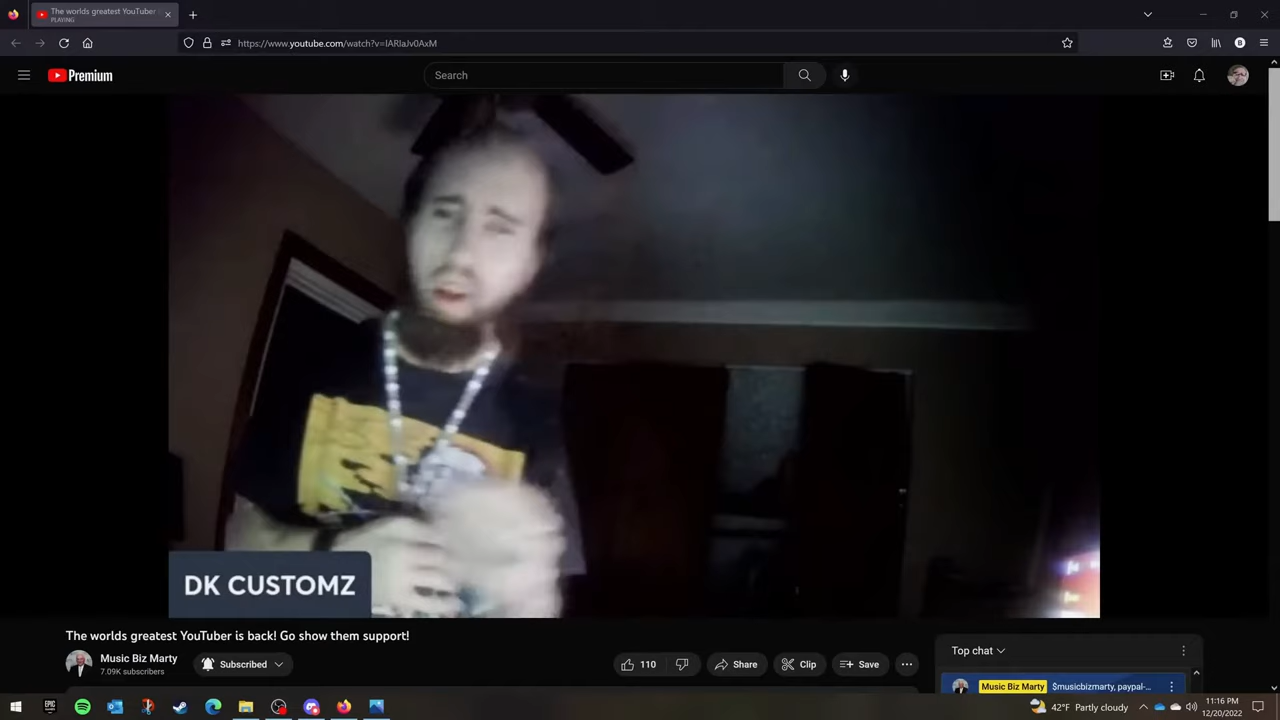 The worlds greatest YouTuber
PLAYING
https://www.youtube.com/watch?v=IARIaJv0AxM
B
Premium
Search
DK CUSTOMZ
The worlds greatest YouTuber is back! Go show them support!
Music Biz Marty
7.09K subscribers
Subscribed
110
Share
Clip
Save
Top chat
Music Biz Marty $musicbizmarty, paypal-...
EPIC
GAMES
42°F Partly cloudy
11:16 PM
12/20/2022